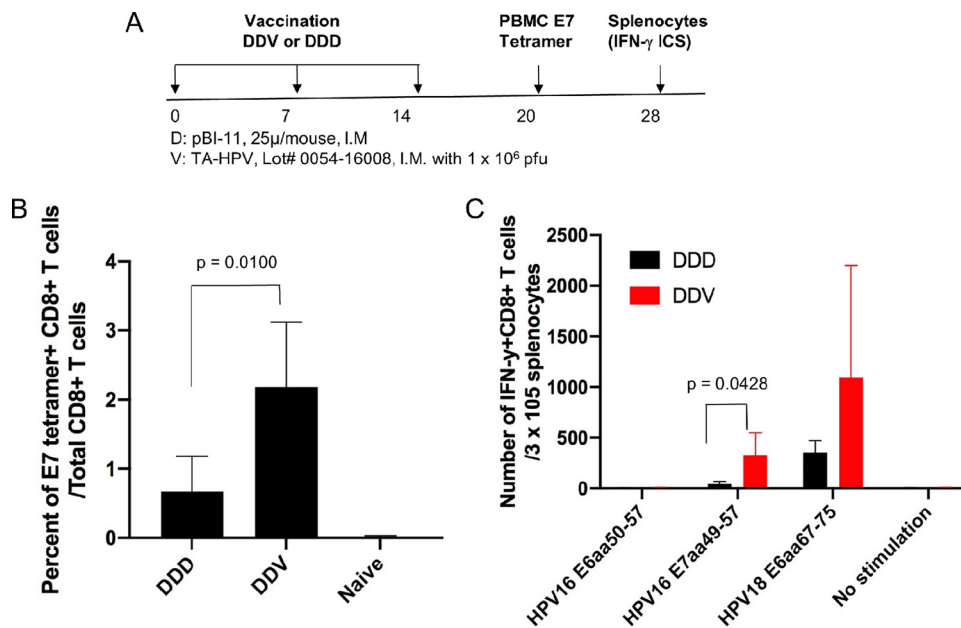 A
Vaccination
DDV or DDD
PBMC E7
Tetramer
Splenocytes
(IFN-γ ICS)
0 7 14 20 28
D: pBI-11, 25µ/mouse, I.M
V: TA-HPV, Lot# 0054-16008, I.M. with 1 x 10⁶ pfu
B
Percent of E7 tetramer+ CD8+ T cells
/Total CD8+ T cells
4
3
2
1
0
p = 0.0100
DDD
DDV
Naive
C
Number of IFN-y+CD8+ T cells
/3 x 105 splenocytes
2500
2000
1500
1000
500
0
DDD
DDV
p = 0.0428
HPV16 E6aa50-57
HPV16 E7aa49-57
HPV18 E6aa67-75
No stimulation